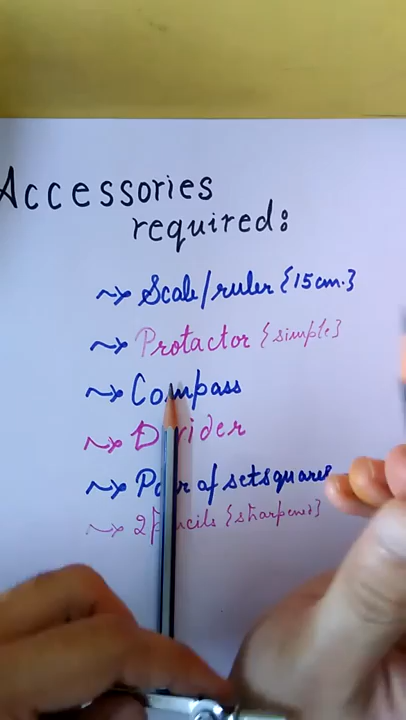 Accessories
required:
~> Scale/ruler {15cm.}
~> Protactor {simple}
~> Compass
~> Divider
~> Pair of setsquares
~> 2 Pencils {sharpened}